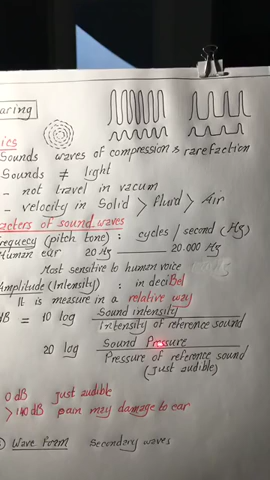 aring
ics
Sounds waves of compression & rarefaction
Sounds ≠ light
- not travel in vacum
- velocity in Solid > Fluid > Air
acters of sound waves
requecy (pitch tone) : cycles / second (Hz)
Human ear 20 Hz ——— 20.000 Hz
Most sensitive to human voice
Amplitude (Intensity) : in deciBel
It is measure in a relative way
dB = 10 log Sound intensity / Intensity of reference sound
20 log Sound Pressure / Pressure of reference sound
(Just audible)
0 dB Just audible
> 140 dB pain may damage to ear
Wave Form Secondary waves